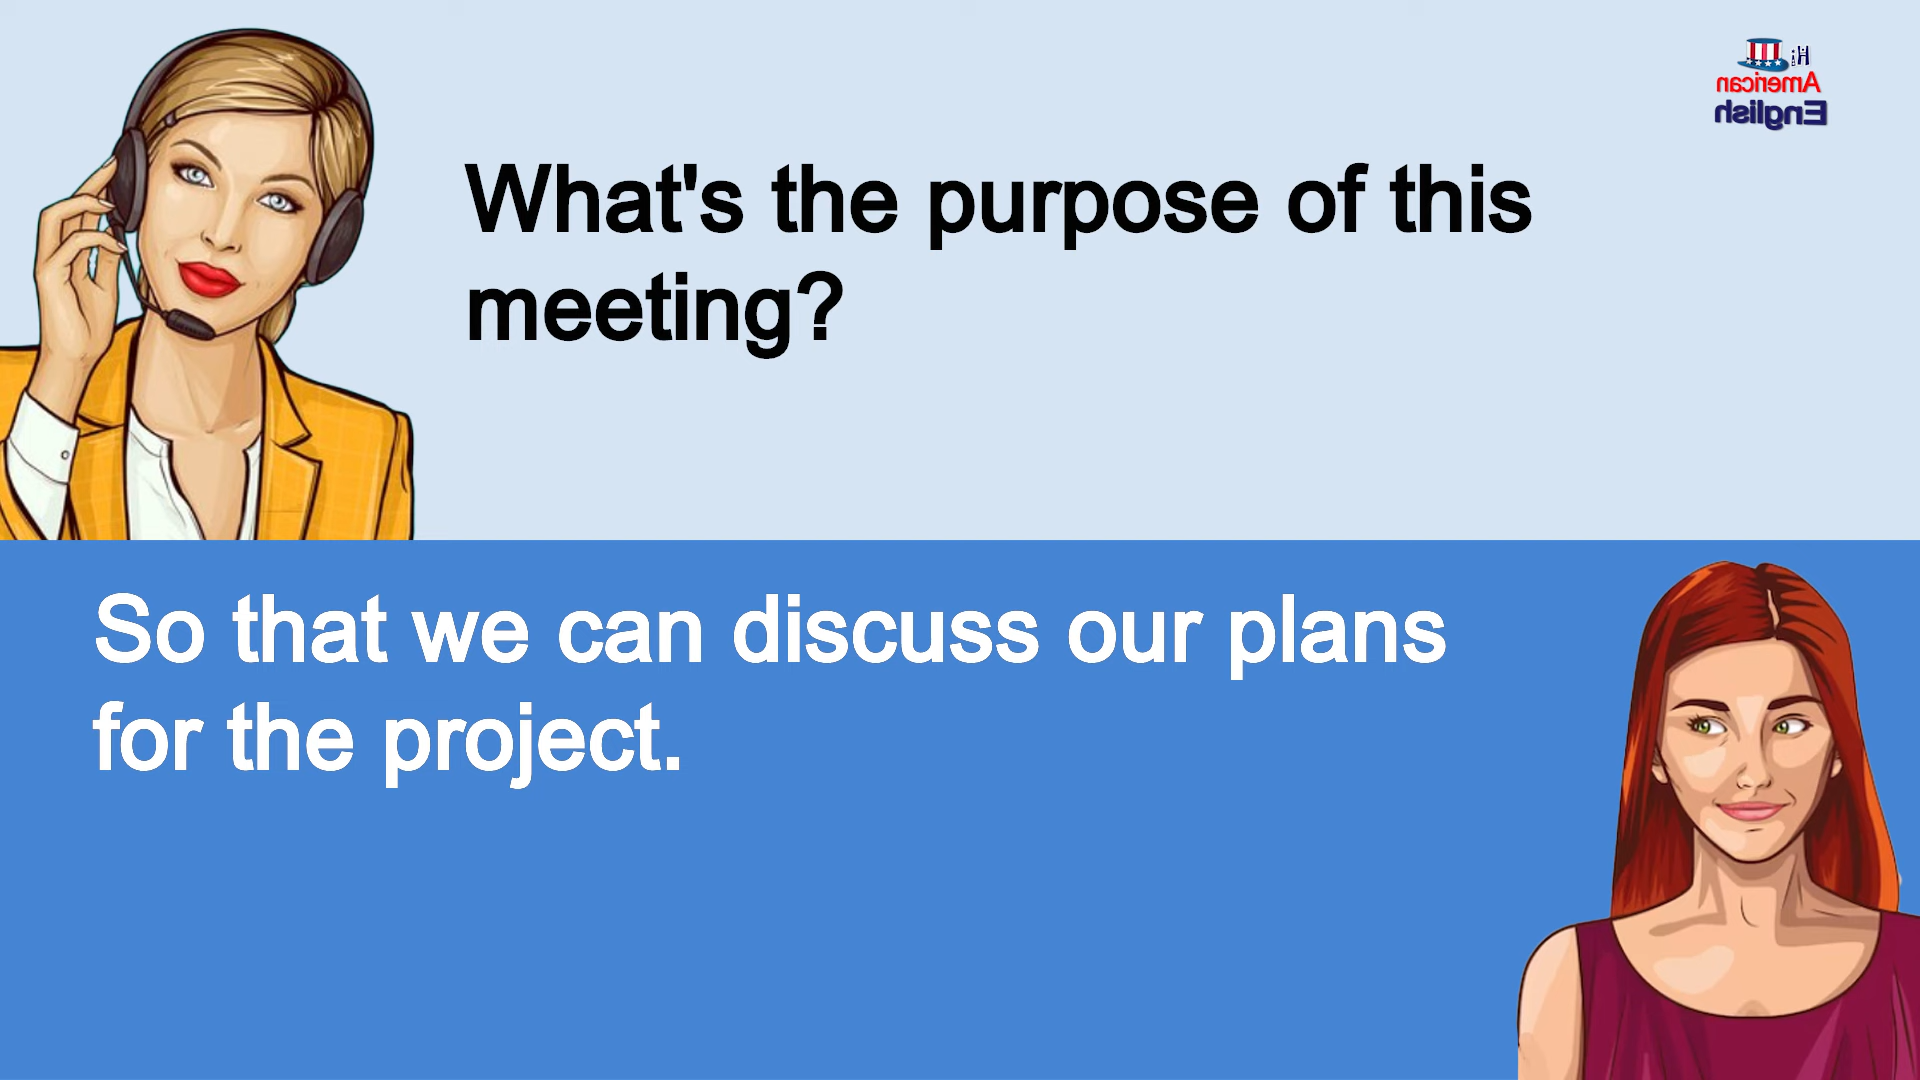 Hi
American
English
What's the purpose of this
meeting?
So that we can discuss our plans
for the project.